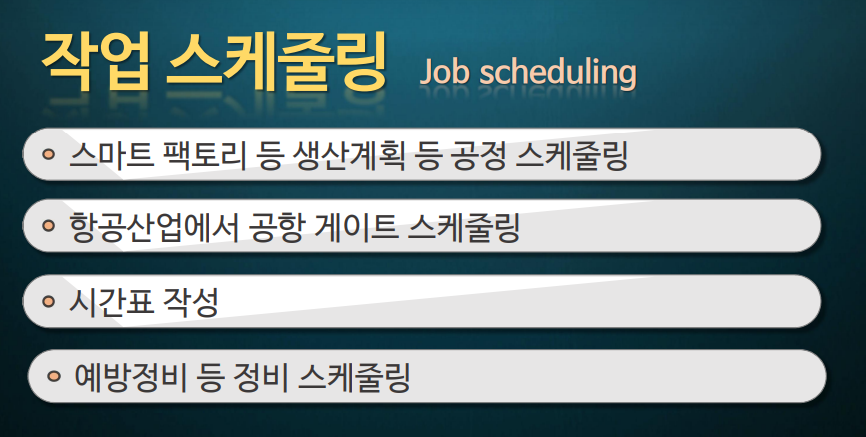 작업 스케줄링 Job scheduling
스마트 팩토리 등 생산계획 등 공정 스케줄링
항공산업에서 공항 게이트 스케줄링
시간표 작성
예방정비 등 정비 스케줄링